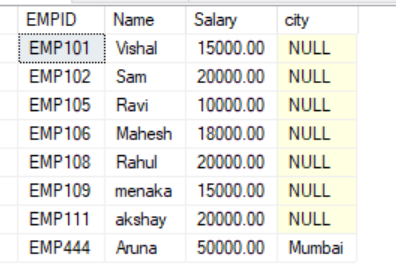 EMPID Name Salary city
EMP101 Vishal 15000.00 NULL
EMP102 Sam 20000.00 NULL
EMP105 Ravi 10000.00 NULL
EMP106 Mahesh 18000.00 NULL
EMP108 Rahul 20000.00 NULL
EMP109 menaka 15000.00 NULL
EMP111 akshay 20000.00 NULL
EMP444 Aruna 50000.00 Mumbai